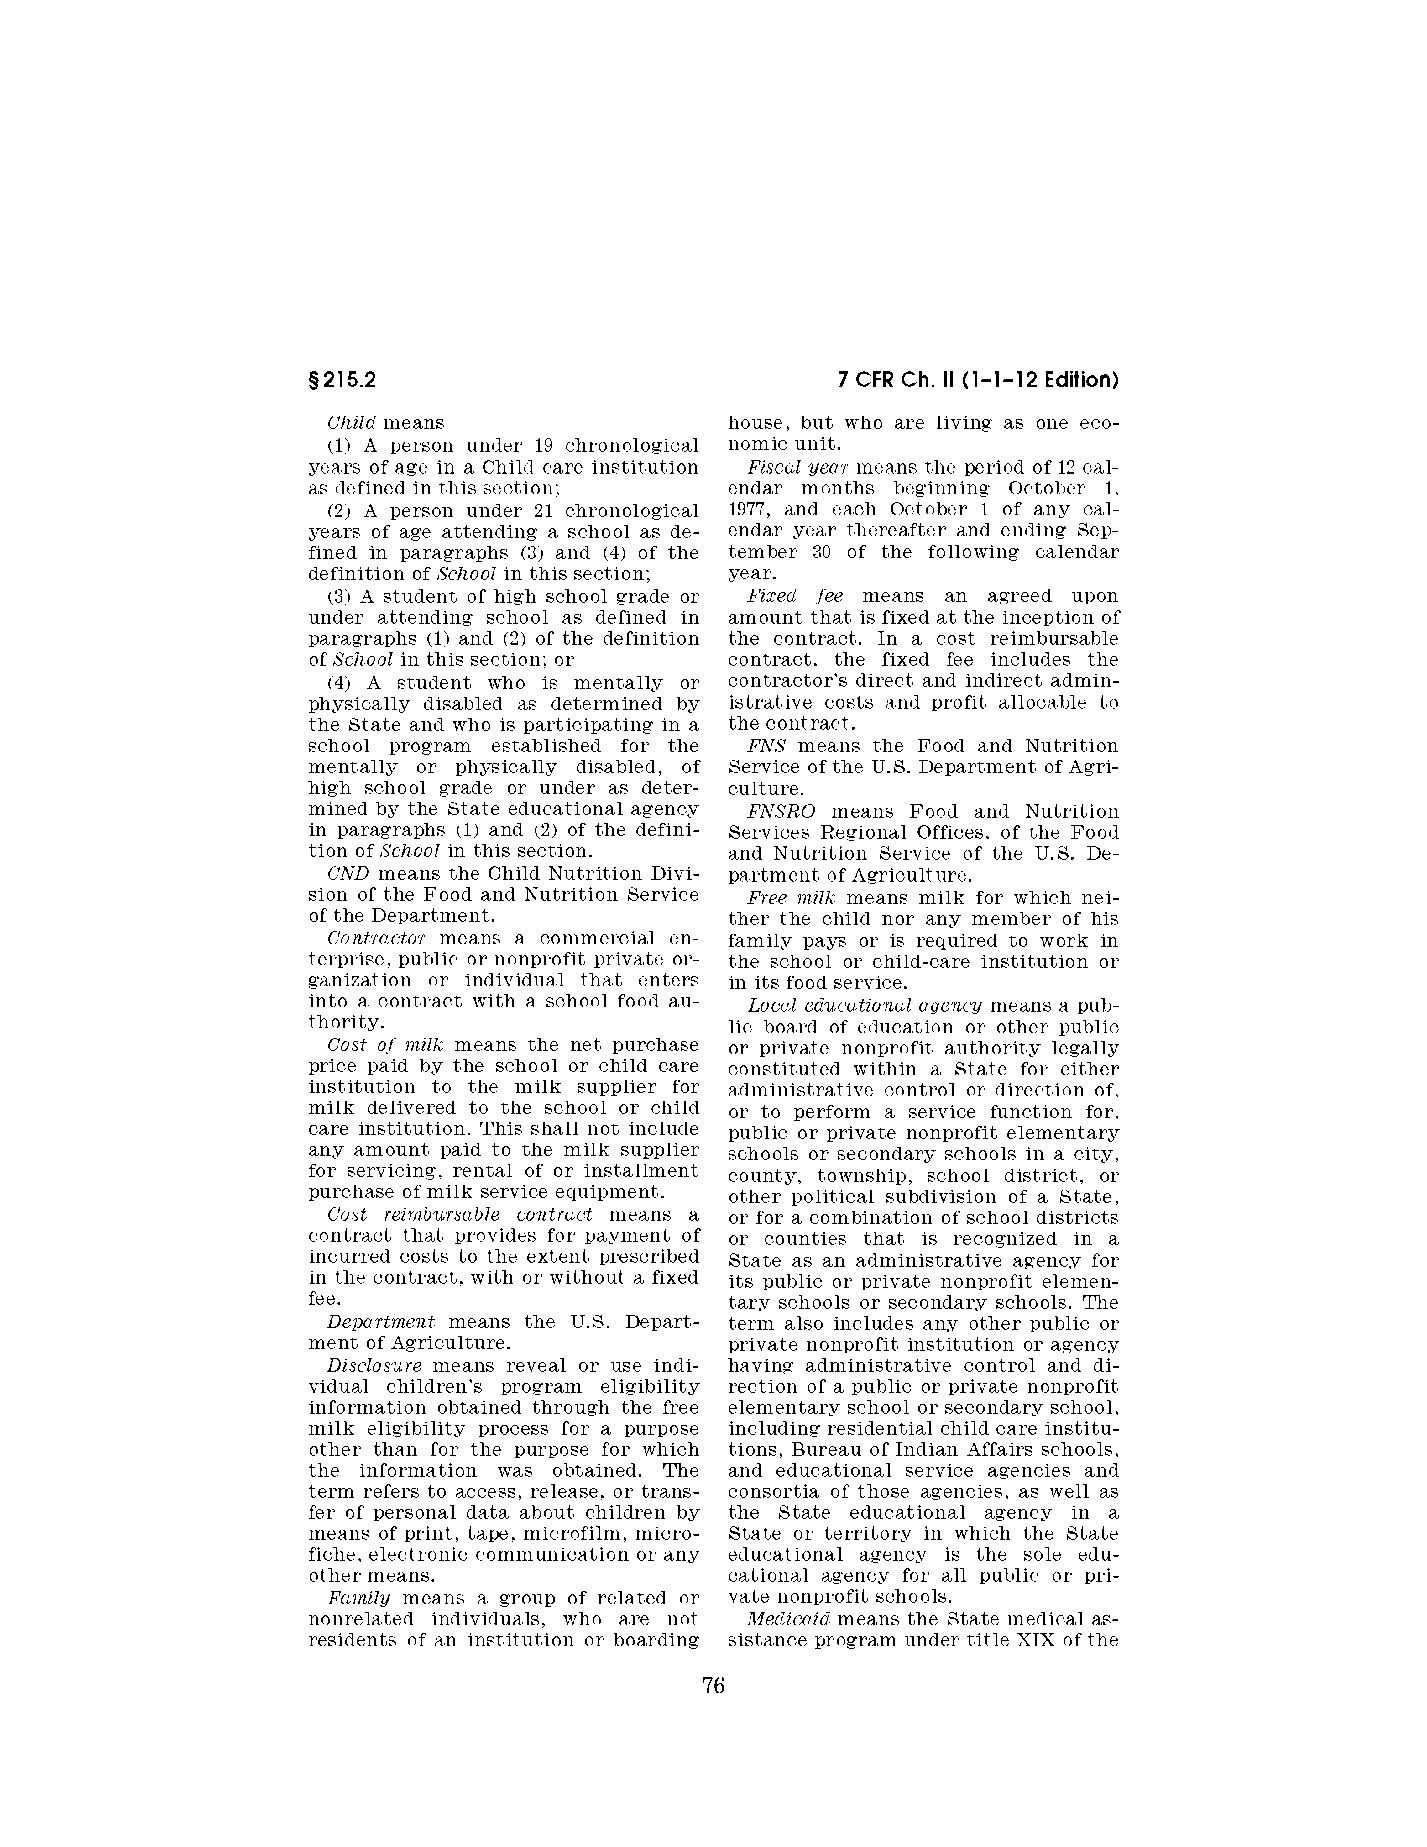 § 215.2
7 CFR Ch. II (1–1–12 Edition)
Child means
(1) A person under 19 chronological
years of age in a Child care institution
as defined in this section;
(2) A person under 21 chronological
years of age attending a school as de-
fined in paragraphs (3) and (4) of the
definition of School in this section;
(3) A student of high school grade or
under attending school as defined in
paragraphs (1) and (2) of the definition
of School in this section; or
(4) A student who is mentally or
physically disabled as determined by
the State and who is participating in a
school program established for the
mentally or physically disabled, of
high school grade or under as deter-
mined by the State educational agency
in paragraphs (1) and (2) of the defini-
tion of School in this section.
CND means the Child Nutrition Divi-
sion of the Food and Nutrition Service
of the Department.
Contractor means a commercial en-
terprise, public or nonprofit private or-
ganization or individual that enters
into a contract with a school food au-
thority.
Cost of milk means the net purchase
price paid by the school or child care
institution to the milk supplier for
milk delivered to the school or child
care institution. This shall not include
any amount paid to the milk supplier
for servicing, rental of or installment
purchase of milk service equipment.
Cost reimbursable contract means a
contract that provides for payment of
incurred costs to the extent prescribed
in the contract, with or without a fixed
fee.
Department means the U.S. Depart-
ment of Agriculture.
Disclosure means reveal or use indi-
vidual children's program eligibility
information obtained through the free
milk eligibility process for a purpose
other than for the purpose for which
the information was obtained. The
term refers to access, release, or trans-
fer of personal data about children by
means of print, tape, microfilm, micro-
fiche, electronic communication or any
other means.
Family means a group of related or
nonrelated individuals, who are not
residents of an institution or boarding
house, but who are living as one eco-
nomic unit.
Fiscal year means the period of 12 cal-
endar months beginning October 1,
1977, and each October 1 of any cal-
endar year thereafter and ending Sep-
tember 30 of the following calendar
year.
Fixed fee means an agreed upon
amount that is fixed at the inception of
the contract. In a cost reimbursable
contract, the fixed fee includes the
contractor's direct and indirect admin-
istrative costs and profit allocable to
the contract.
FNS means the Food and Nutrition
Service of the U.S. Department of Agri-
culture.
FNSRO means Food and Nutrition
Services Regional Offices, of the Food
and Nutrition Service of the U.S. De-
partment of Agriculture.
Free milk means milk for which nei-
ther the child nor any member of his
family pays or is required to work in
the school or child-care institution or
in its food service.
Local educational agency means a pub-
lic board of education or other public
or private nonprofit authority legally
constituted within a State for either
administrative control or direction of,
or to perform a service function for,
public or private nonprofit elementary
schools or secondary schools in a city,
county, township, school district, or
other political subdivision of a State,
or for a combination of school districts
or counties that is recognized in a
State as an administrative agency for
its public or private nonprofit elemen-
tary schools or secondary schools. The
term also includes any other public or
private nonprofit institution or agency
having administrative control and di-
rection of a public or private nonprofit
elementary school or secondary school,
including residential child care institu-
tions, Bureau of Indian Affairs schools,
and educational service agencies and
consortia of those agencies, as well as
the State educational agency in a
State or territory in which the State
educational agency is the sole edu-
cational agency for all public or pri-
vate nonprofit schools.
Medicaid means the State medical as-
sistance program under title XIX of the
76